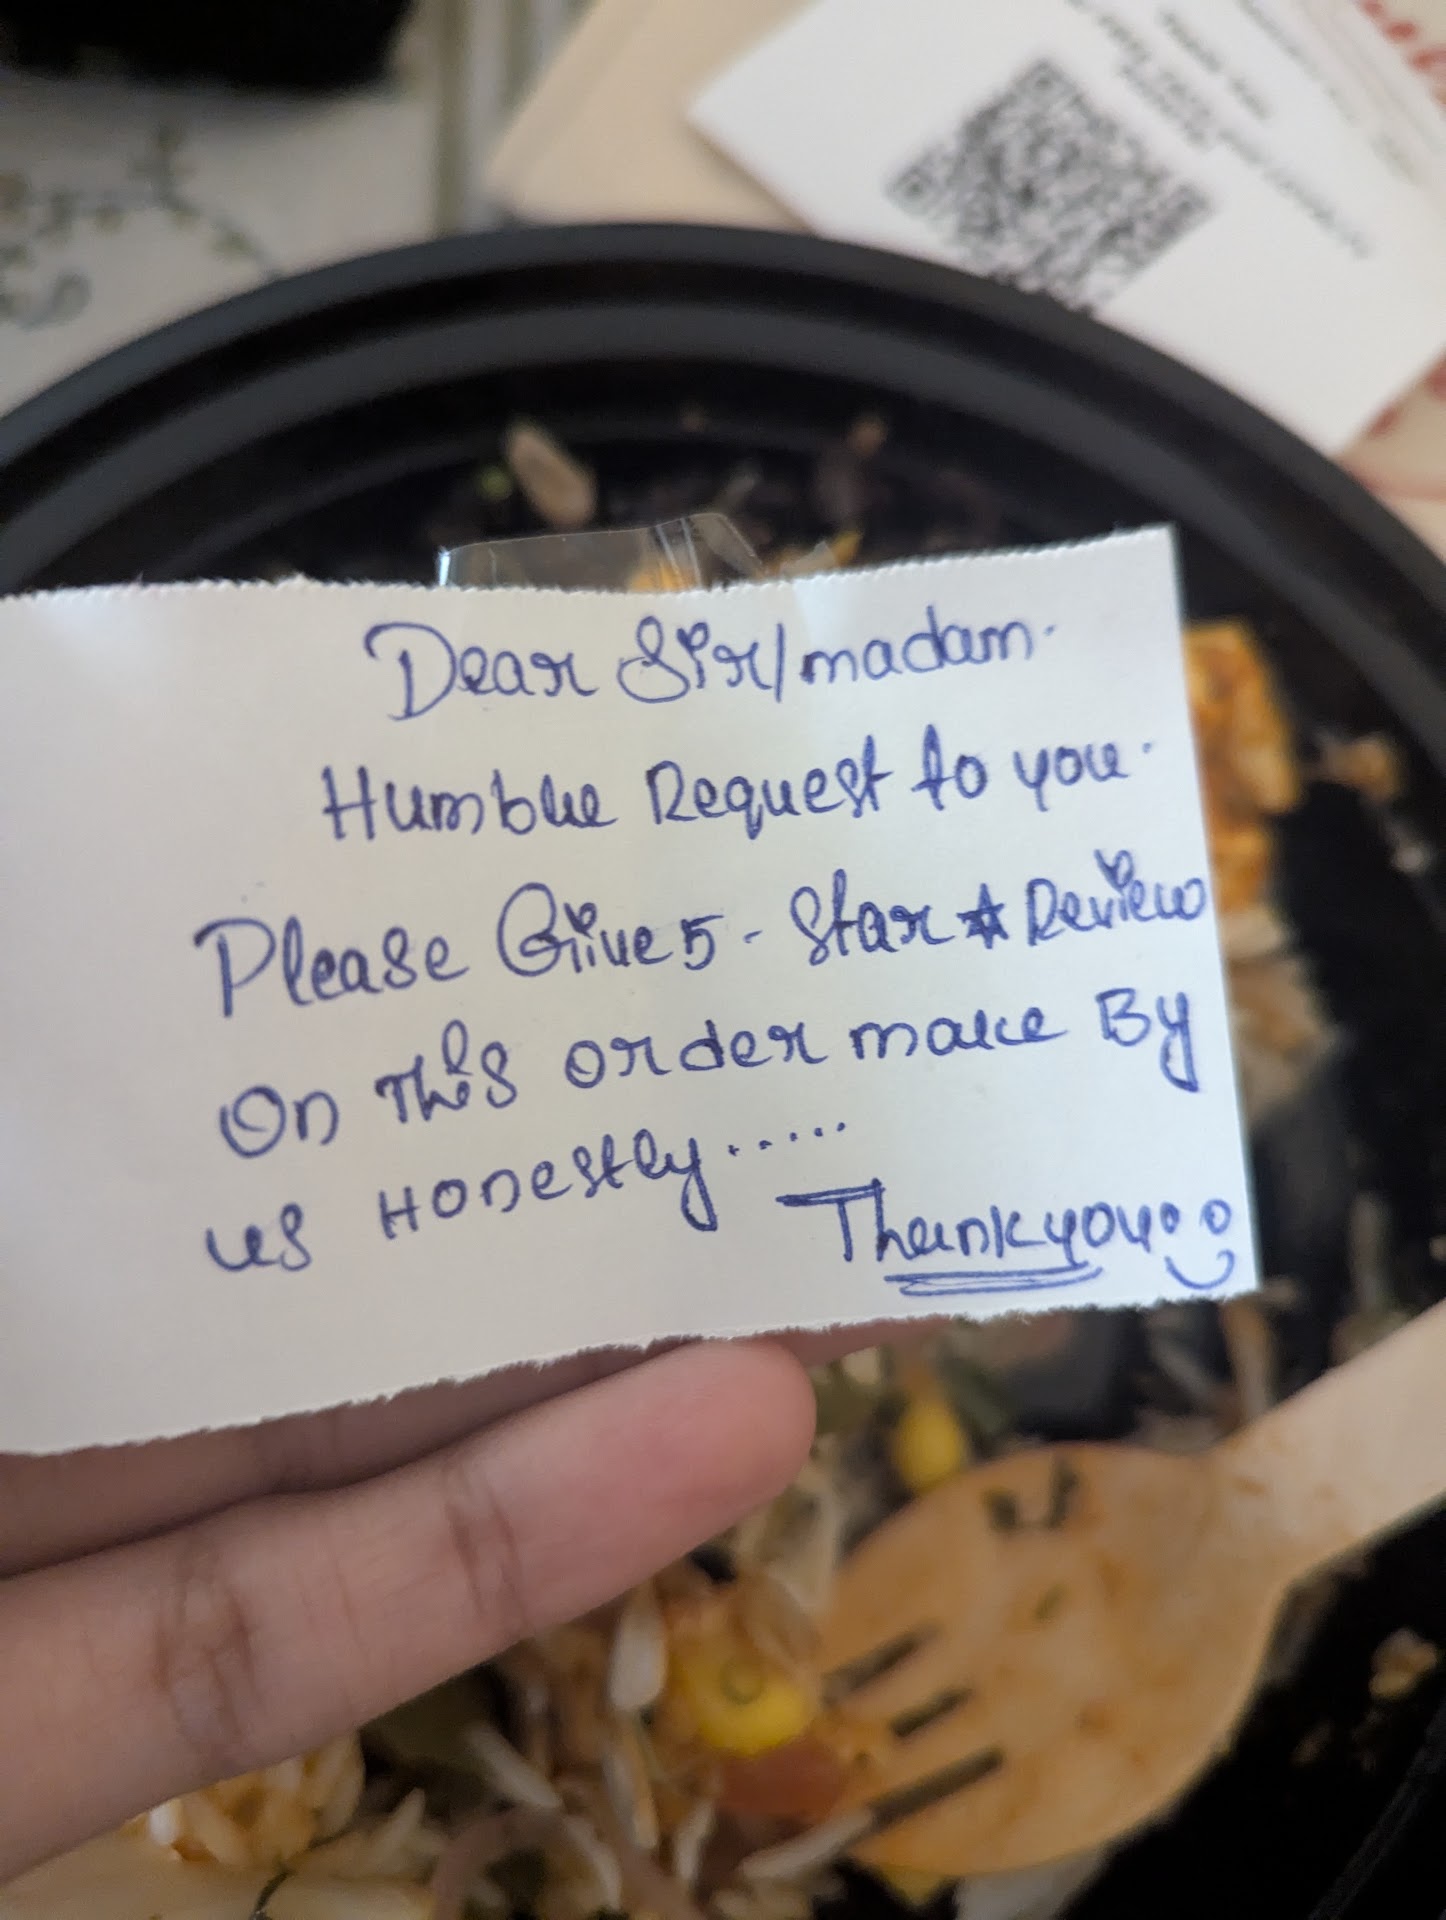 Dear Sir/madam.
Humble Request to you.
Please Give 5 - Star ☆ Review
On This order make By
us Honestly.....
Thankyou